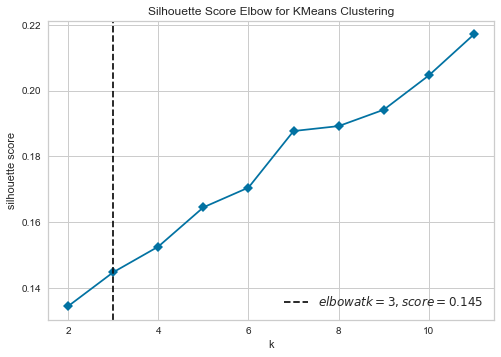 Silhouette Score Elbow for KMeans Clustering
silhouette score
0.22
0.20
0.18
0.16
0.14
elbowatk = 3, score = 0.145
2
4
6
8
10
k